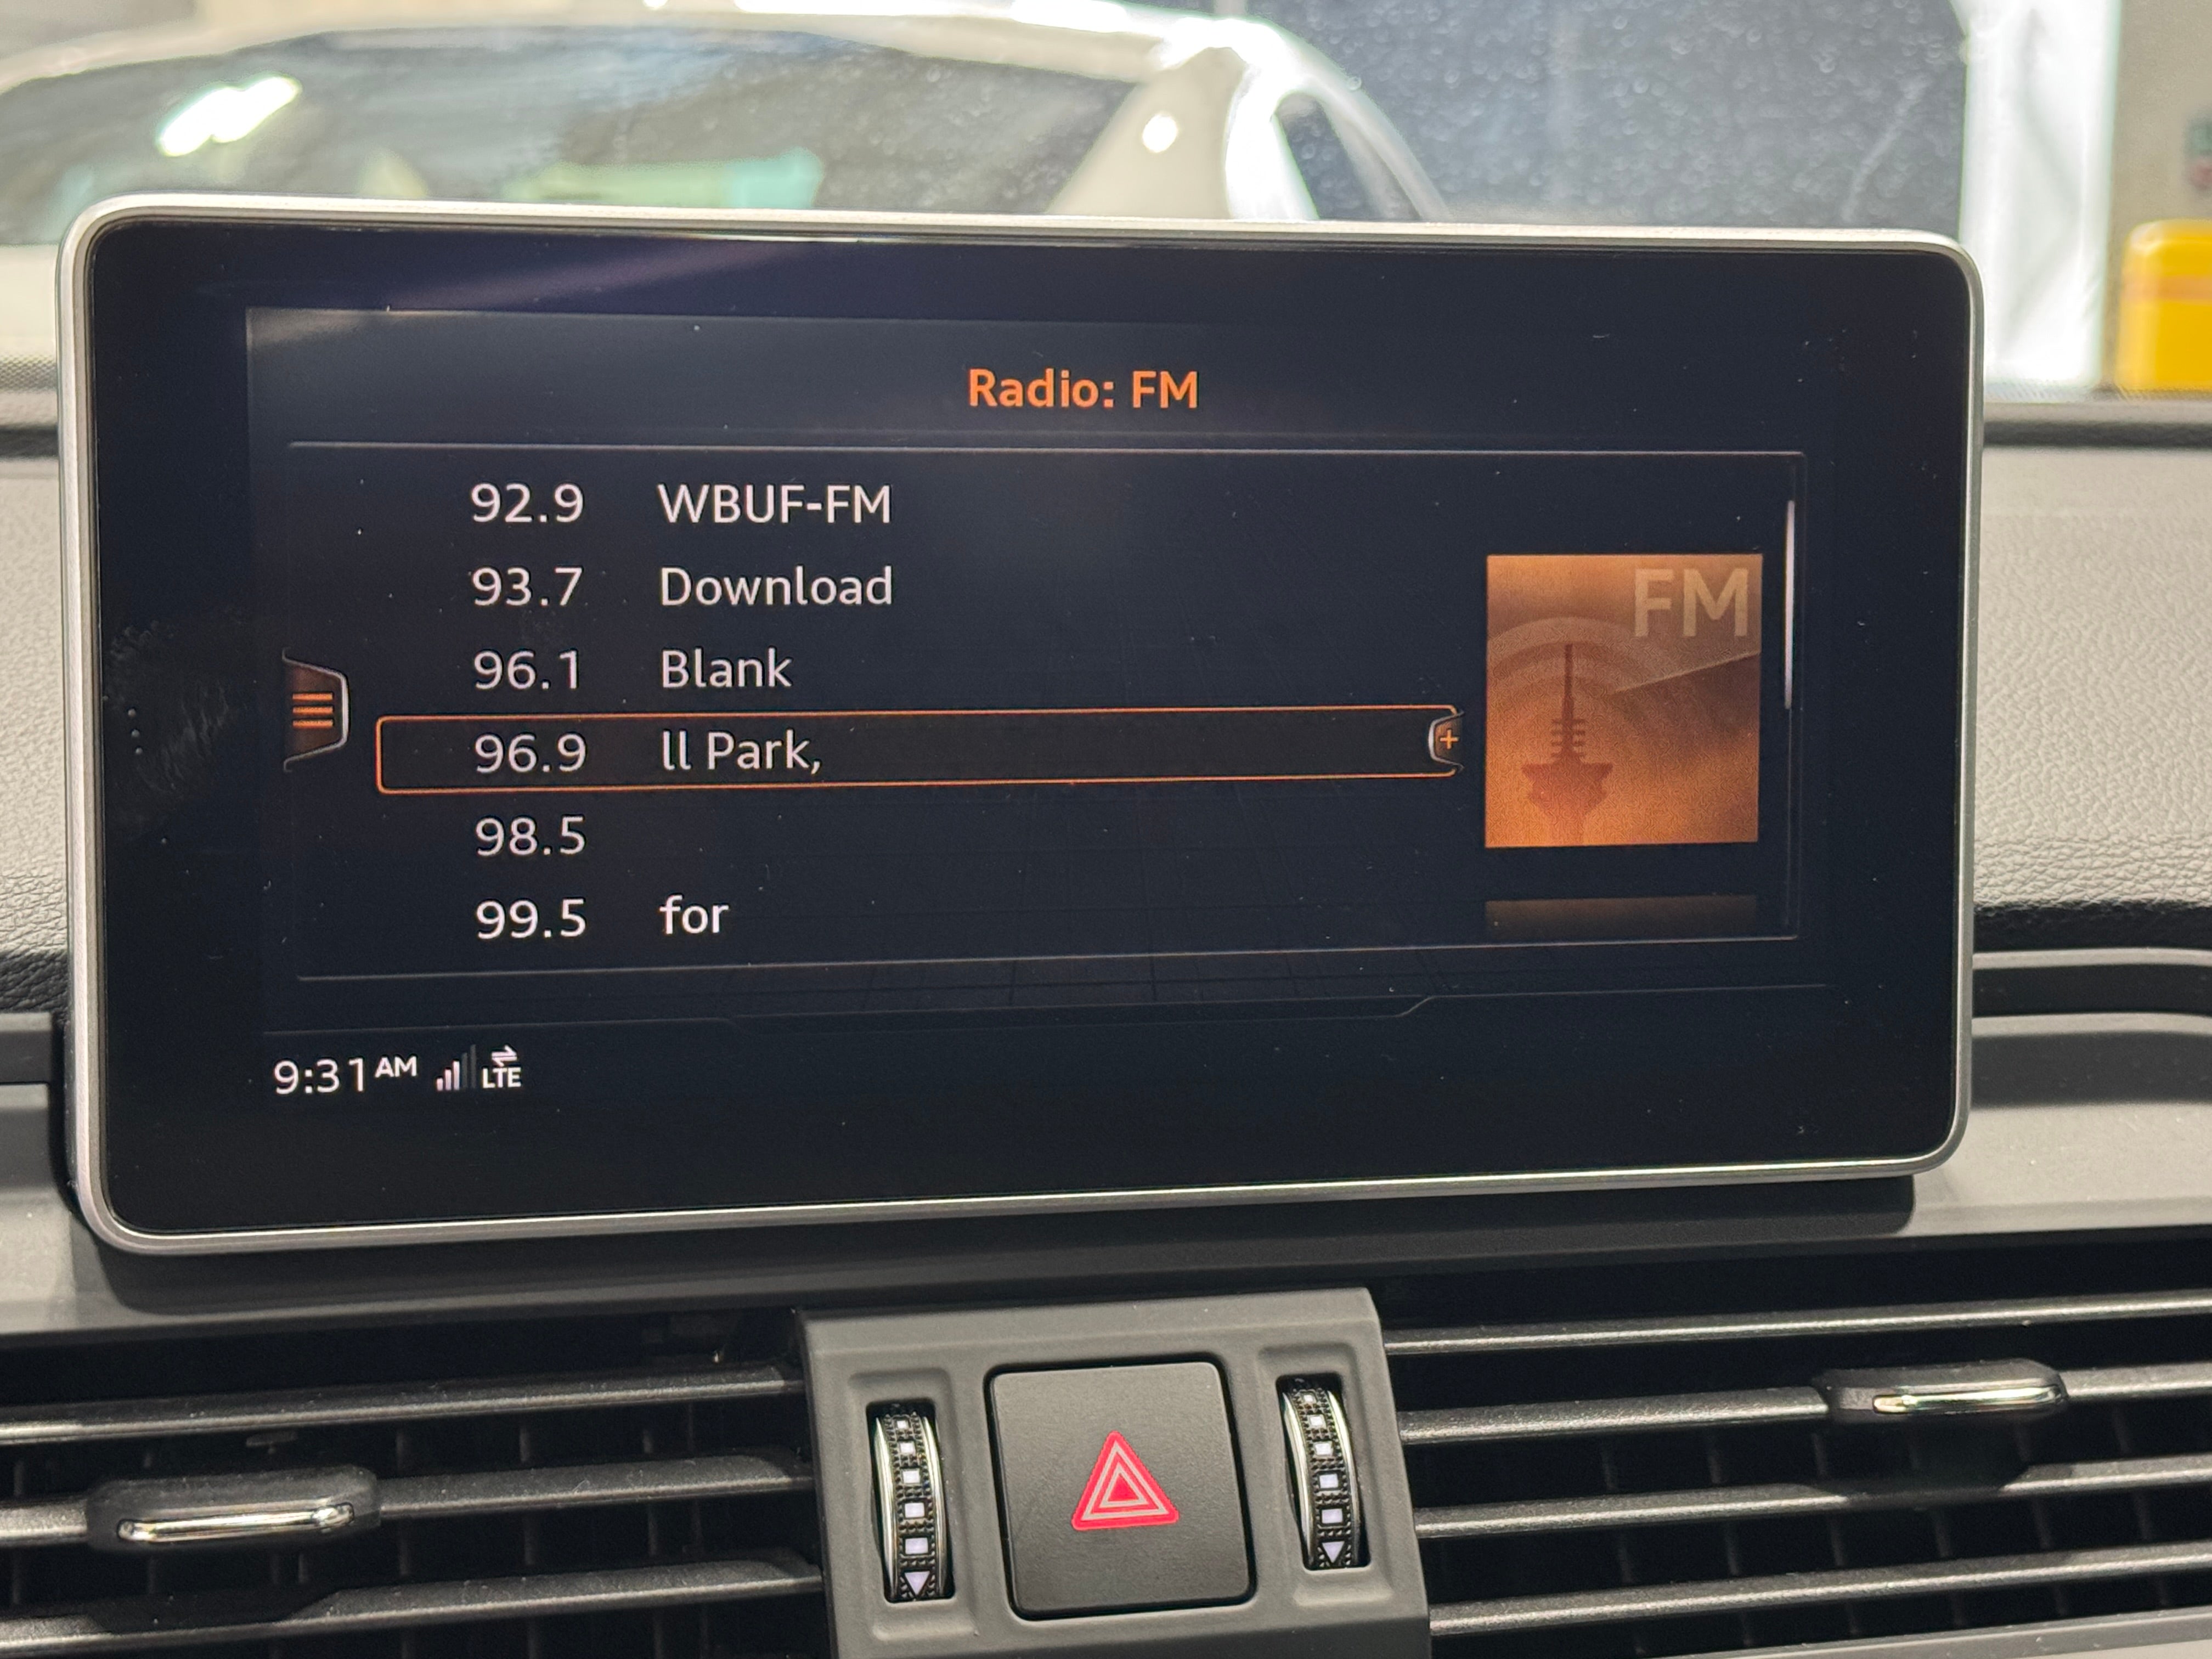 Radio: FM
92.9 WBUF-FM
93.7 Download
96.1 Blank
96.9 ll Park,
98.5
99.5 for
FM
9:31 AM LTE